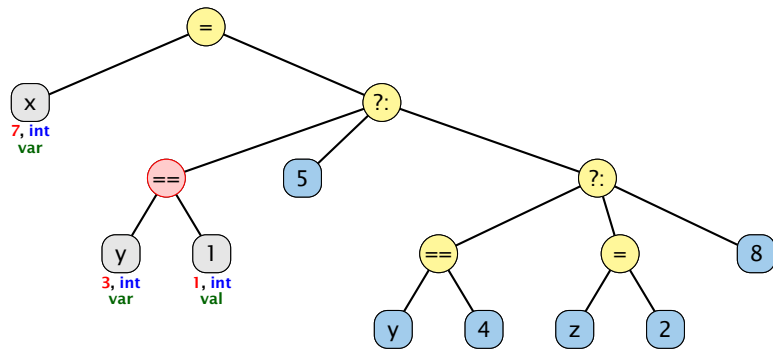 =
x
?:
7, int
var
==
5
?:
y
1
==
=
8
3, int
var
1, int
val
y
4
z
2